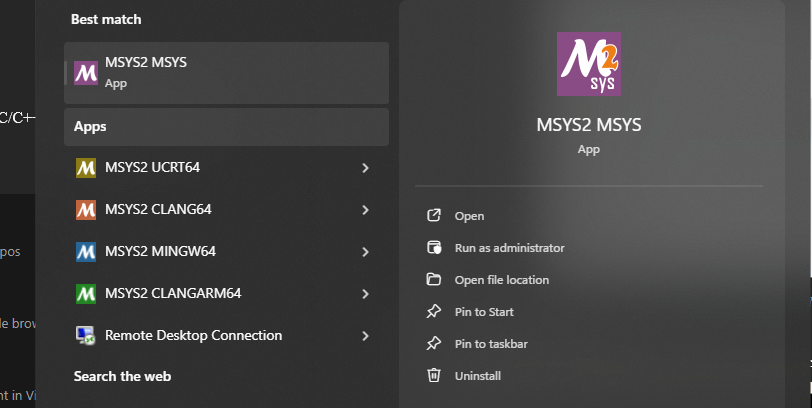 Best match
MSYS2 MSYS
App
C/C+
Apps
MSYS2 UCRT64
MSYS2 CLANG64
MSYS2 MINGW64
pos
MSYS2 CLANGARM64
le brow
Remote Desktop Connection
Search the web
nt in Vi
M2
sys
MSYS2 MSYS
App
Open
Run as administrator
Open file location
Pin to Start
Pin to taskbar
Uninstall